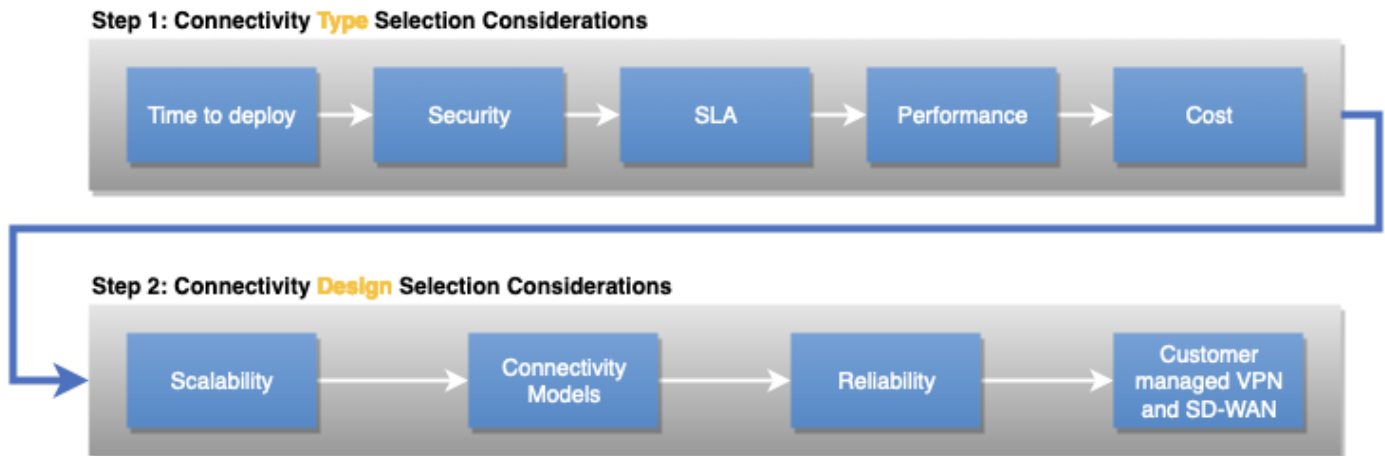 Step 1: Connectivity Type Selection Considerations
Time to deploy
Security
SLA
Performance
Cost
Step 2: Connectivity Design Selection Considerations
Scalability
Connectivity
Models
Reliability
Customer
managed VPN
and SD-WAN